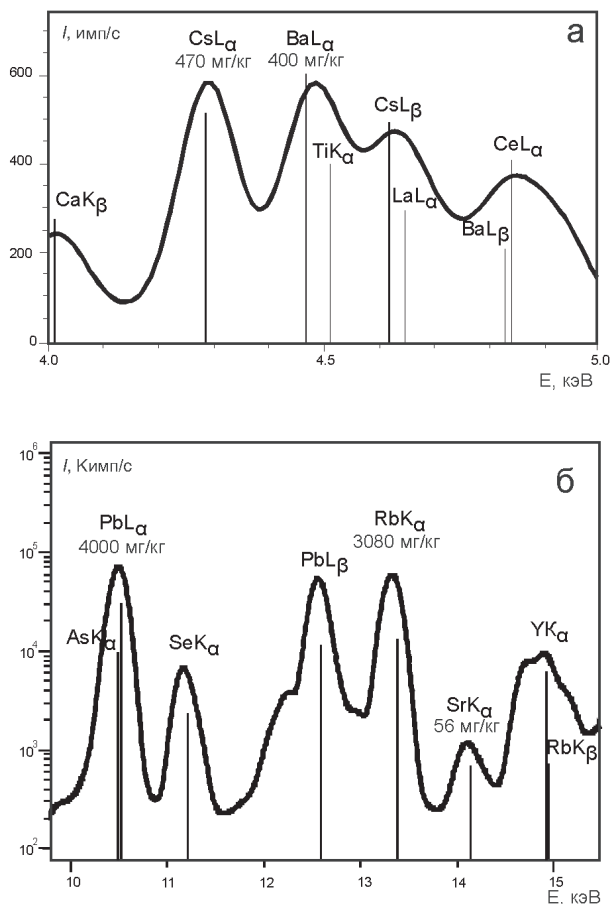 I, имп/с
а
CsLα
470 мг/кг
BaLα
400 мг/кг
600
CsLβ
TiKα
CeLα
400
CaKβ
LaLα
BaLβ
200
0
4.0
4.5
5.0
E, кэВ
10⁶
I, Kимп/с
б
PbLα
4000 мг/кг
RbKα
3080 мг/кг
10⁵
PbLβ
AsKα
SeKα
YKα
10⁴
SrKα
56 мг/кг
RbKβ
10³
10²
10
11
12
13
14
15
E. кэВ